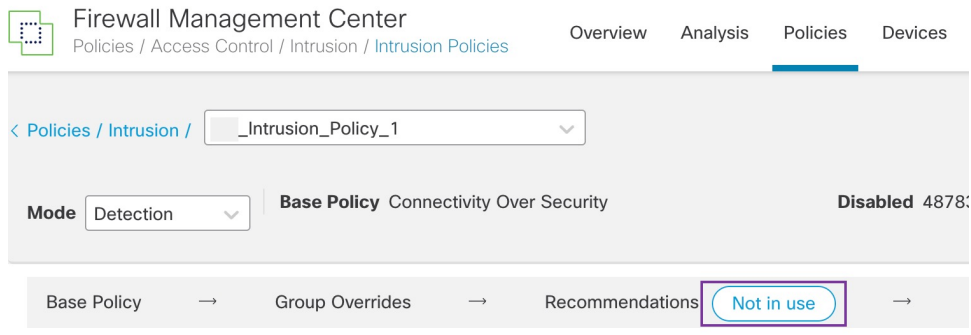 Firewall Management Center
Policies / Access Control / Intrusion / Intrusion Policies
Overview Analysis Policies Devices
Policies / Intrusion / _Intrusion_Policy_1
Mode Detection Base Policy Connectivity Over Security Disabled 48783
Base Policy → Group Overrides → Recommendations Not in use →